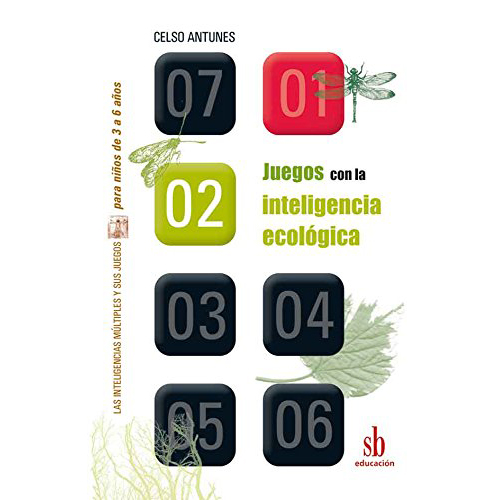 CELSO ANTUNES
07
01
02
Juegos con la
inteligencia
ecológica
03
04
05
06
LAS INTELIGENCIAS MÚLTIPLES Y SUS JUEGOS
para niños de 3 a 6 años
sb
educación